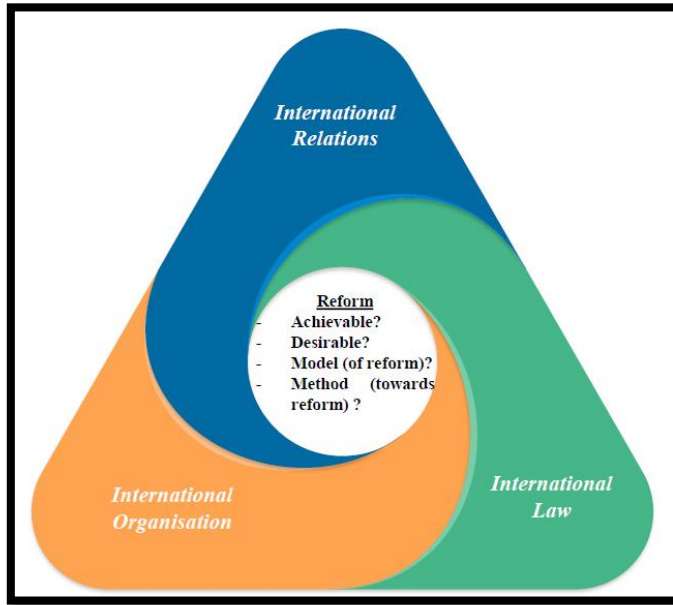 International
Relations
Reform
- Achievable?
- Desirable?
- Model (of reform)?
- Method (towards
reform) ?
International
Organisation
International
Law